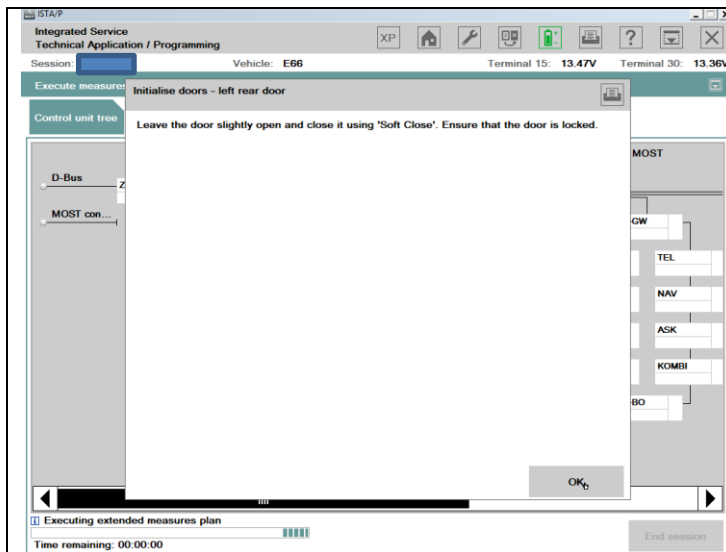 ISTA/P
Integrated Service
Technical Application / Programming
XP
?
Session:
Vehicle: E66
Terminal 15: 13.47V
Terminal 30: 13.36V
Execute measures
Initialise doors - left rear door
Control unit tree
Leave the door slightly open and close it using 'Soft Close'. Ensure that the door is locked.
MOST
D-Bus
Z
MOST con...
GW
TEL
NAV
ASK
KOMBI
BO
OK
Executing extended measures plan
Time remaining: 00:00:00
End session